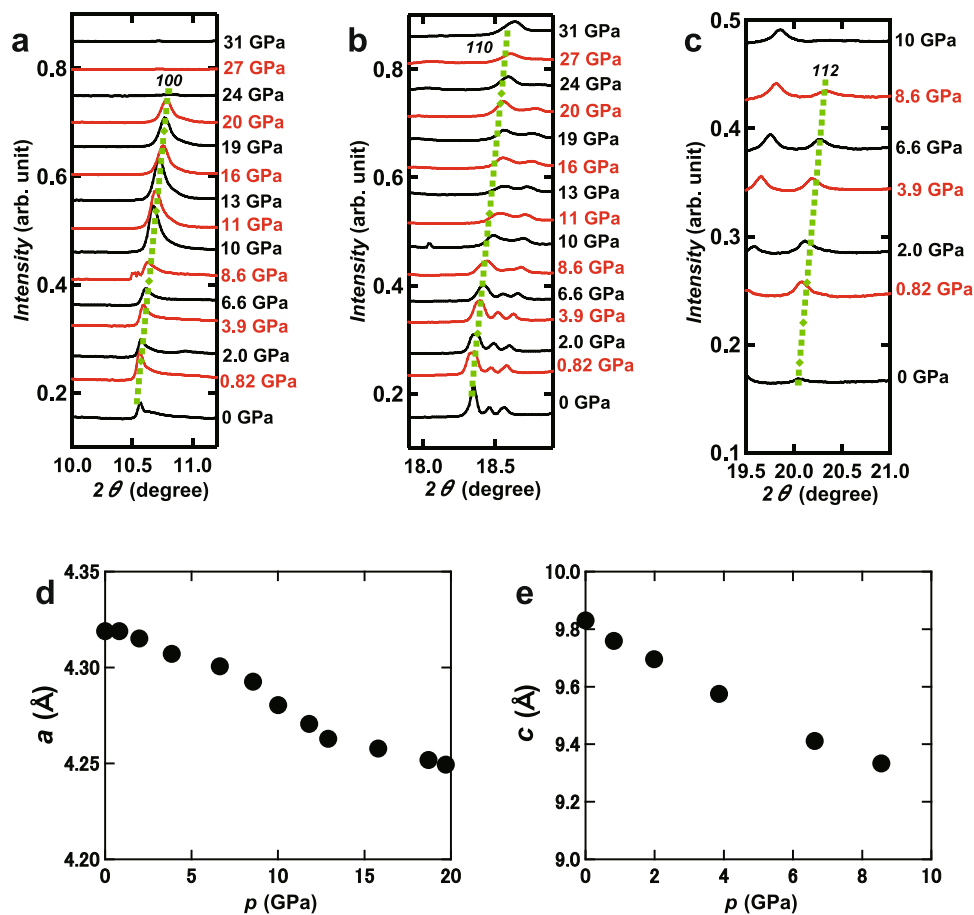 a
0.8
0.6
0.4
0.2
Intensity (arb. unit)
100
31 GPa
27 GPa
24 GPa
20 GPa
19 GPa
16 GPa
13 GPa
11 GPa
10 GPa
8.6 GPa
6.6 GPa
3.9 GPa
2.0 GPa
0.82 GPa
0 GPa
10.0 10.6 11.2
2θ (degree)
b
0.8
0.6
0.4
0.2
Intensity (arb. unit)
110
31 GPa
27 GPa
24 GPa
20 GPa
19 GPa
16 GPa
13 GPa
11 GPa
10 GPa
8.6 GPa
6.6 GPa
3.9 GPa
2.0 GPa
0.82 GPa
0 GPa
18.0 18.5
2θ (degree)
c
0.5
0.4
0.3
0.2
0.1
Intensity (arb. unit)
112
10 GPa
8.6 GPa
6.6 GPa
3.9 GPa
2.0 GPa
0.82 GPa
0 GPa
19.5 20.0 20.5 21.0
2θ (degree)
d
4.35
4.30
4.25
4.20
a (Å)
0 5 10 15 20
p (GPa)
e
10.0
9.8
9.6
9.4
9.2
9.0
c (Å)
0 2 4 6 8 10
p (GPa)